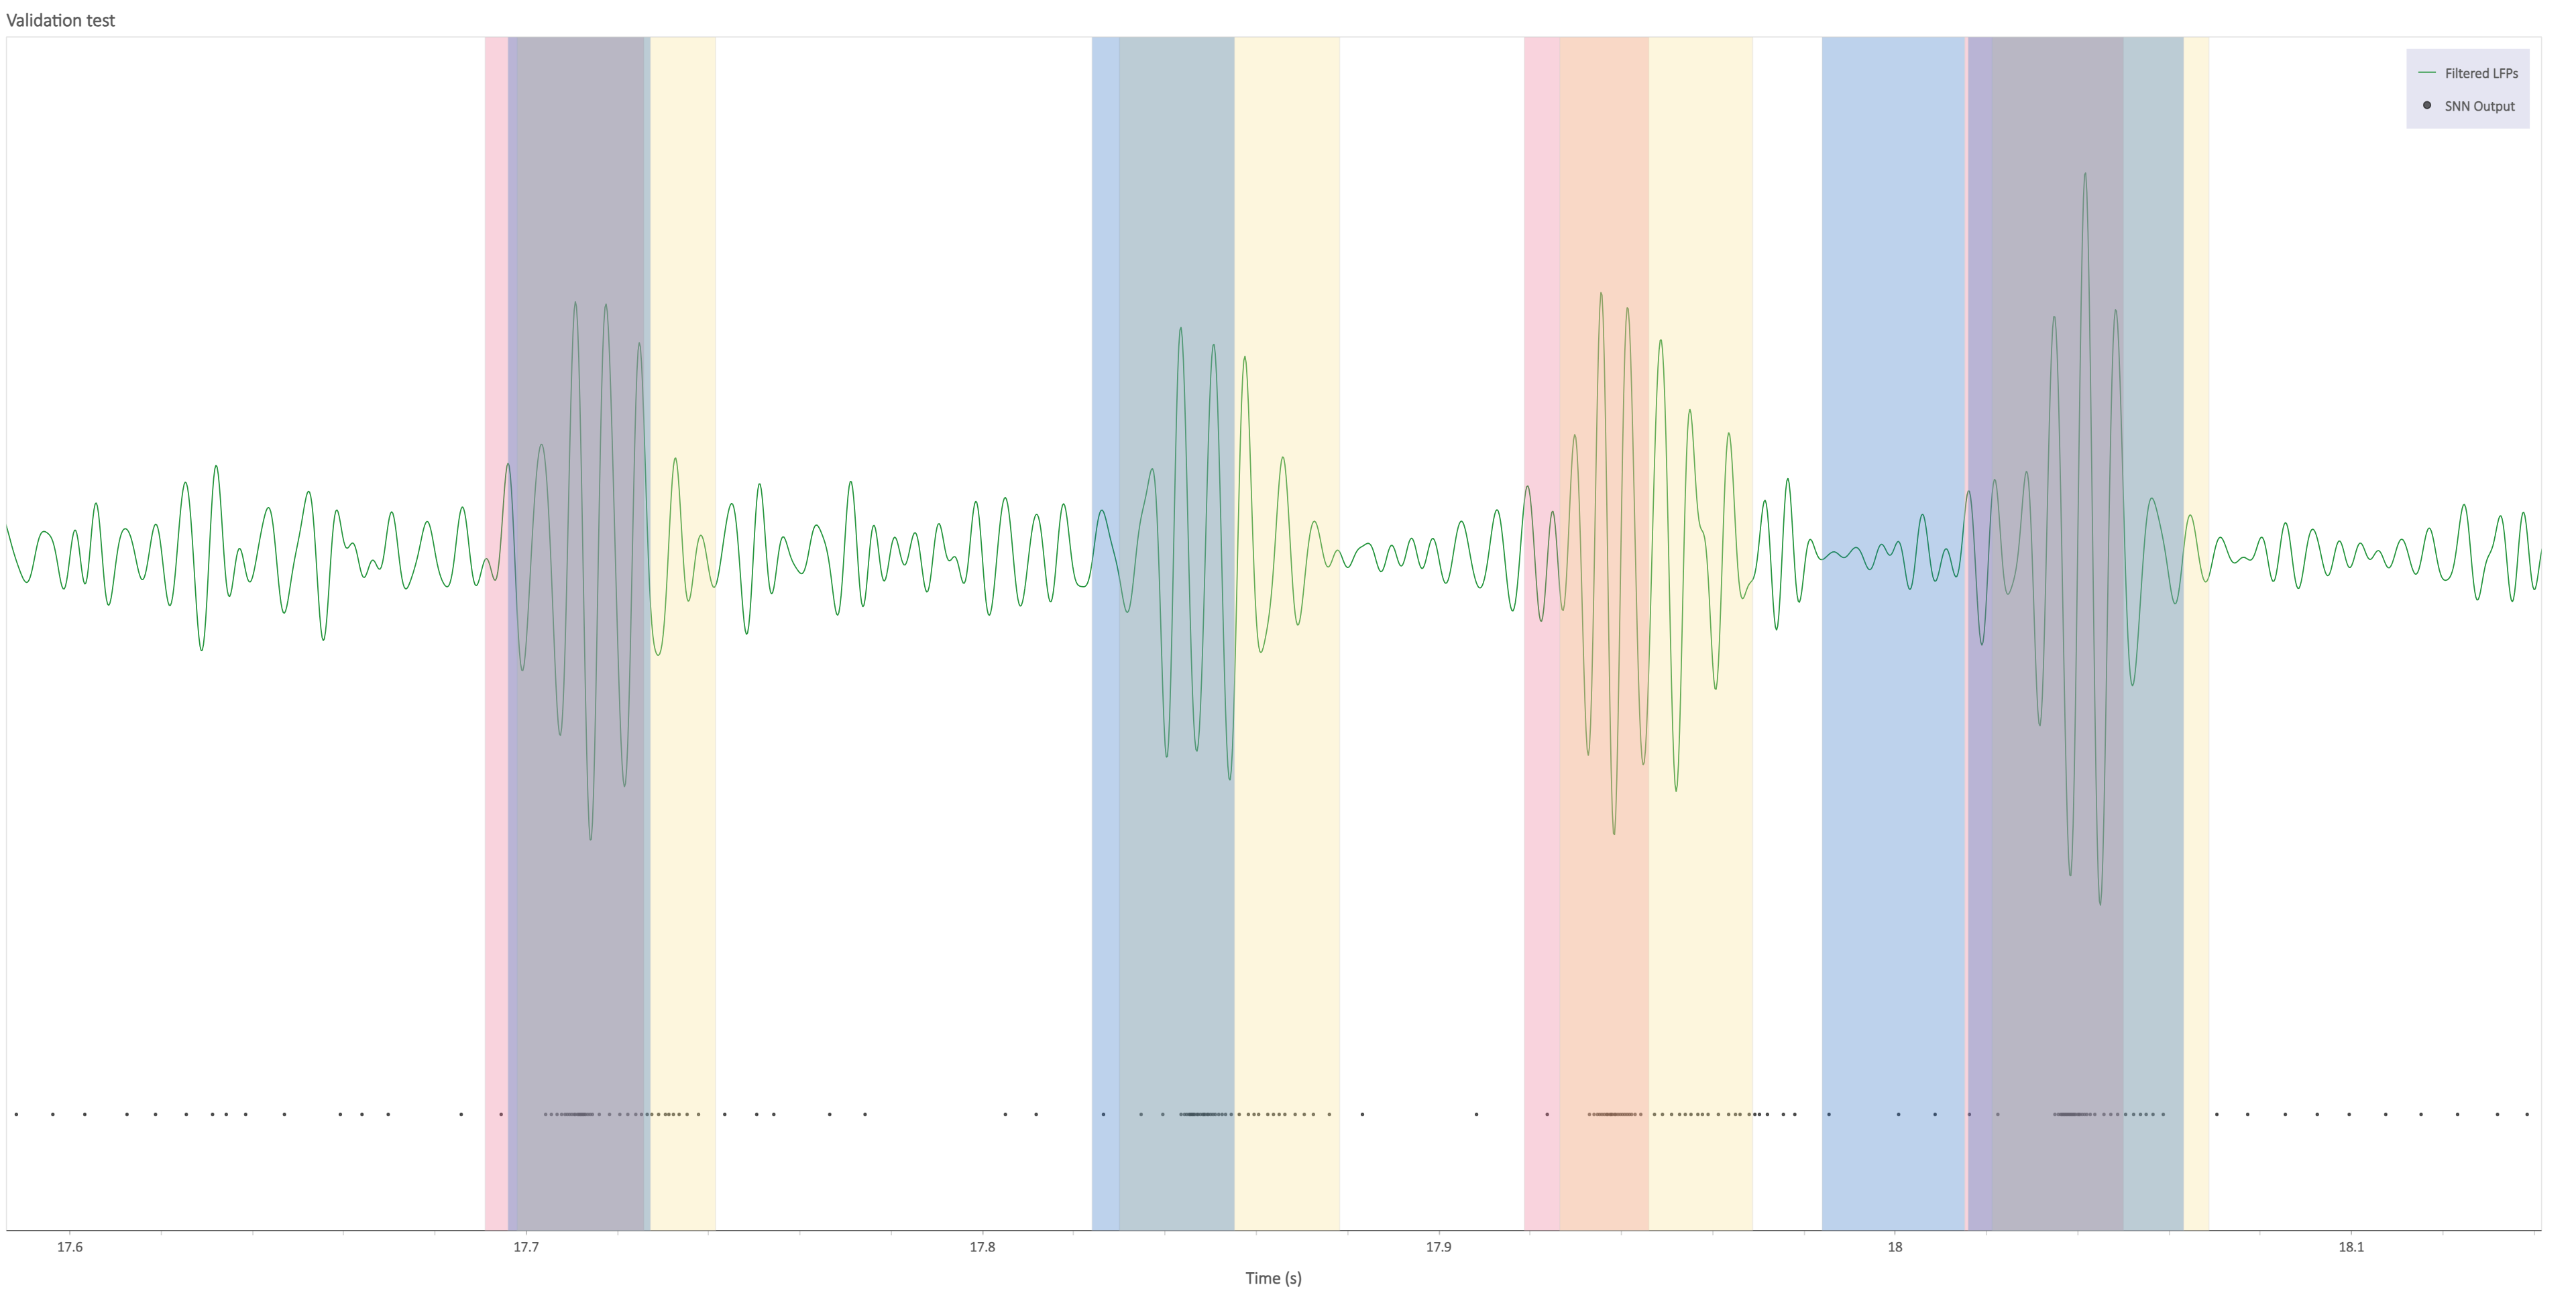 Validation test
Filtered LFPs
SNN Output
17.6 17.7 17.8 17.9 18 18.1
Time (s)